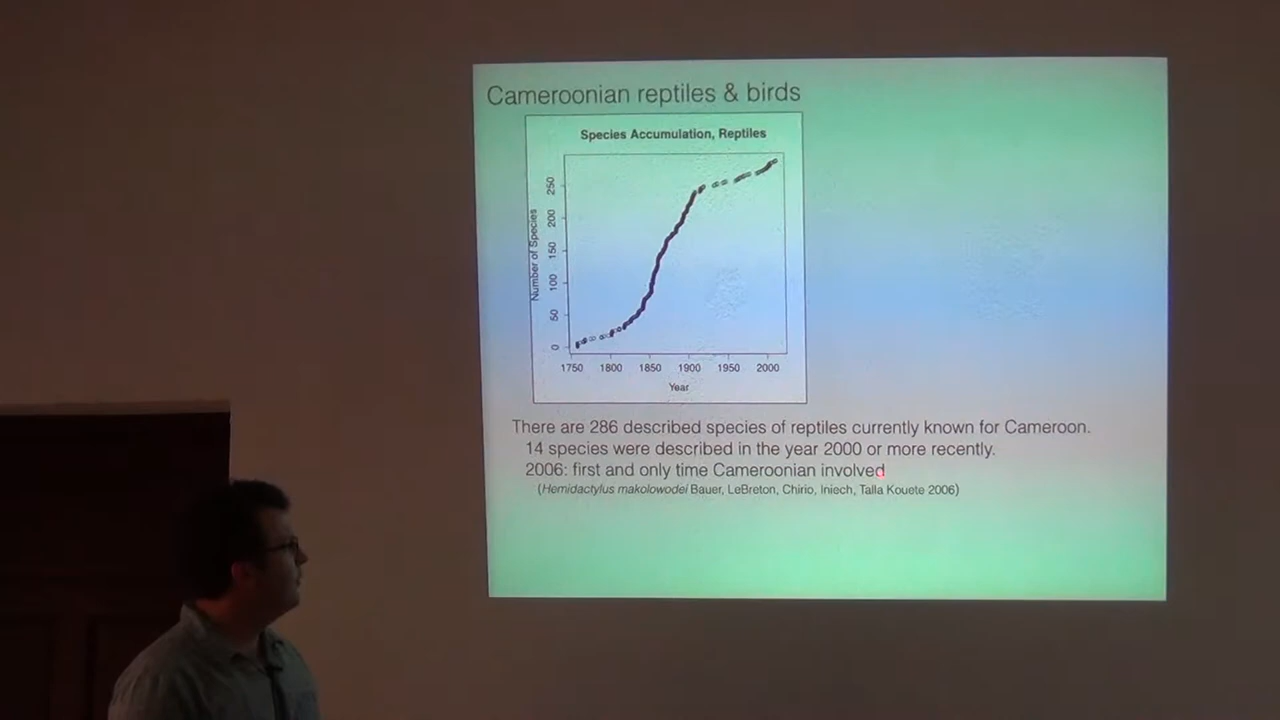 Cameroonian reptiles & birds
Species Accumulation, Reptiles
Number of Species
250
200
150
100
50
0
1750 1800 1850 1900 1950 2000
Year
There are 286 described species of reptiles currently known for Cameroon.
14 species were described in the year 2000 or more recently.
2006: first and only time Cameroonian involved
(Hemidactylus makolowodei Bauer, LeBreton, Chirio, Iniech, Talla Kouete 2006)